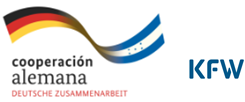 cooperación
alemana
DEUTSCHE ZUSAMMENARBEIT
KFW